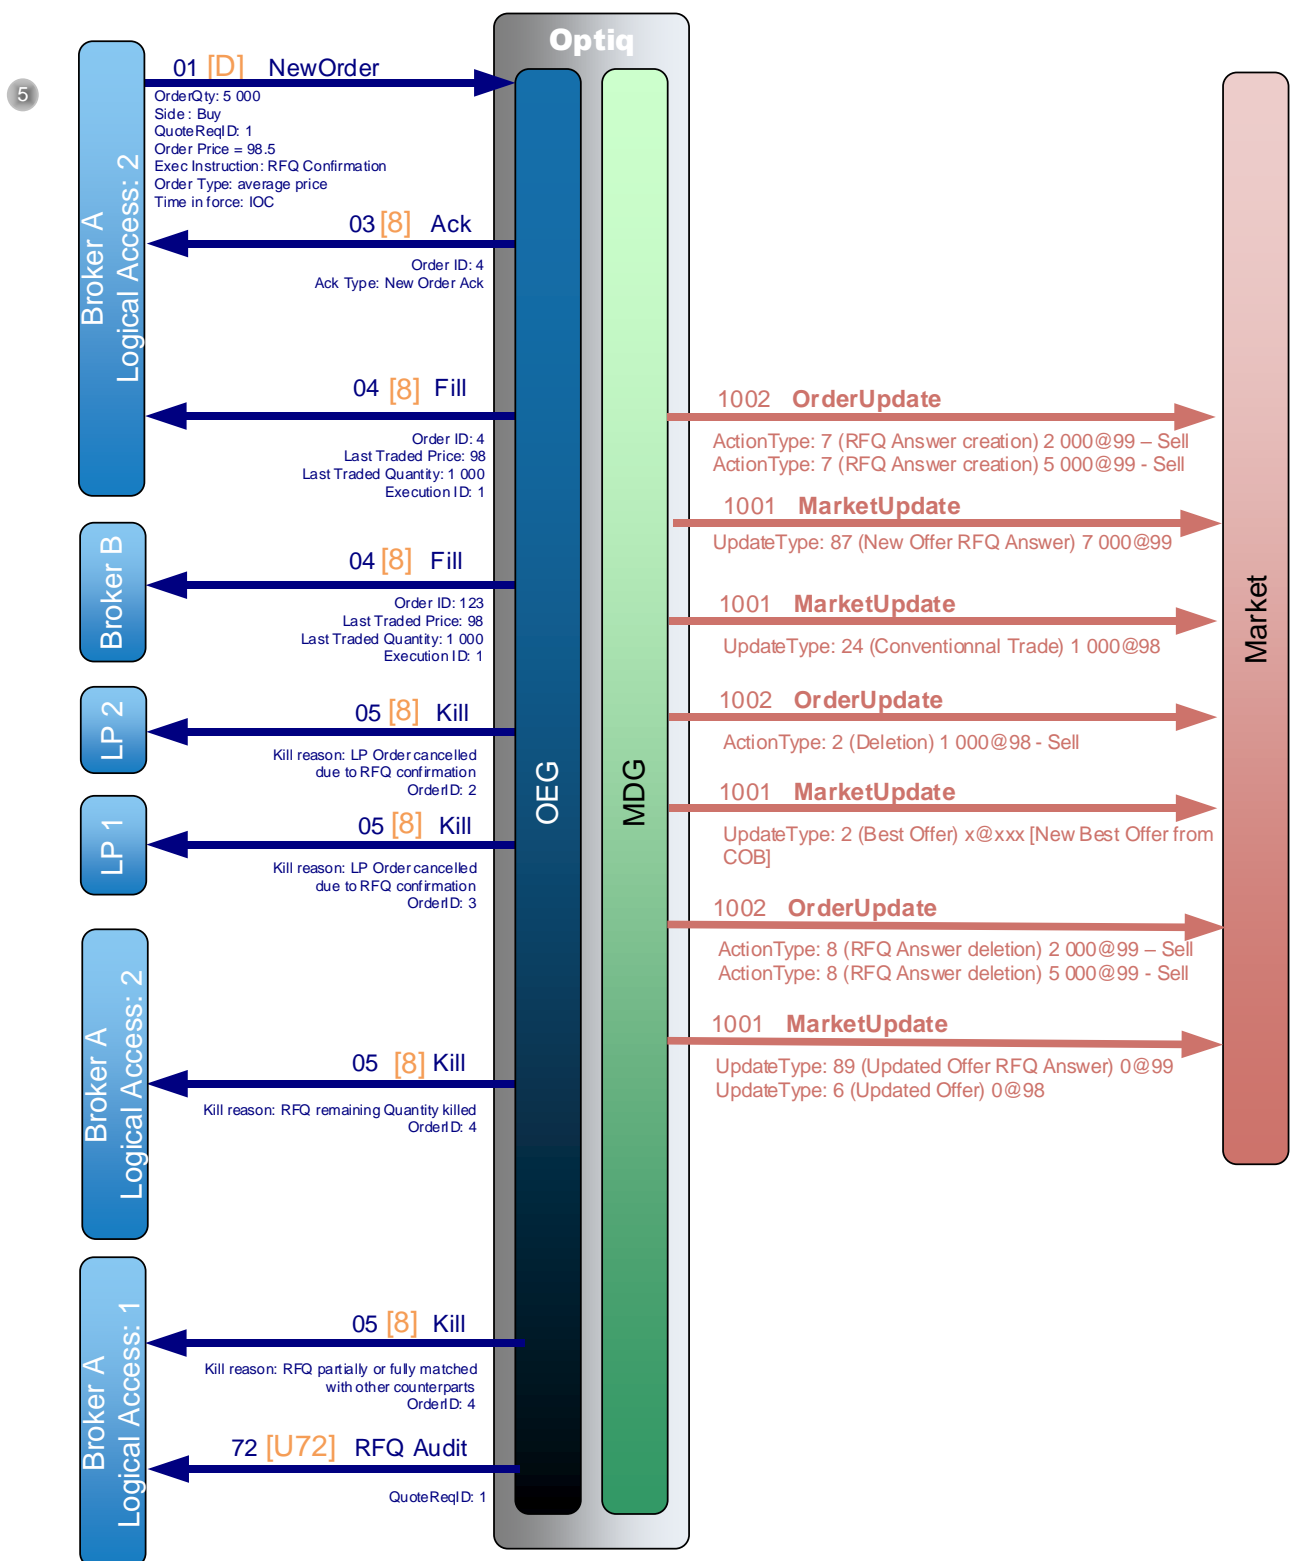 Optiq
5
01 [D] NewOrder
OrderQty: 5 000
Side : Buy
QuoteReqID: 1
Order Price = 98.5
Exec Instruction: RFQ Confirmation
Order Type: average price
Time in force: IOC
Broker A
Logical Access: 2
03 [8] Ack
Order ID: 4
Ack Type: New Order Ack
04 [8] Fill
Order ID: 4
Last Traded Price: 98
Last Traded Quantity: 1 000
Execution ID: 1
Broker B
04 [8] Fill
Order ID: 123
Last Traded Price: 98
Last Traded Quantity: 1 000
Execution ID: 1
LP 2
05 [8] Kill
Kill reason: LP Order cancelled
due to RFQ confirmation
OrderID: 2
LP 1
05 [8] Kill
Kill reason: LP Order cancelled
due to RFQ confirmation
OrderID: 3
Broker A
Logical Access: 2
05 [8] Kill
Kill reason: RFQ remaining Quantity killed
OrderID: 4
Broker A
Logical Access: 1
05 [8] Kill
Kill reason: RFQ partially or fully matched
with other counterparts
OrderID: 4
72 [U72] RFQ Audit
QuoteReqID: 1
OEG
MDG
1002 OrderUpdate
ActionType: 7 (RFQ Answer creation) 2 000@99 – Sell
ActionType: 7 (RFQ Answer creation) 5 000@99 - Sell
1001 MarketUpdate
UpdateType: 87 (New Offer RFQ Answer) 7 000@99
1001 MarketUpdate
UpdateType: 24 (Conventionnal Trade) 1 000@98
1002 OrderUpdate
ActionType: 2 (Deletion) 1 000@98 - Sell
1001 MarketUpdate
UpdateType: 2 (Best Offer) x@xxx [New Best Offer from
COB]
1002 OrderUpdate
ActionType: 8 (RFQ Answer deletion) 2 000@99 – Sell
ActionType: 8 (RFQ Answer deletion) 5 000@99 - Sell
1001 MarketUpdate
UpdateType: 89 (Updated Offer RFQ Answer) 0@99
UpdateType: 6 (Updated Offer) 0@98
Market